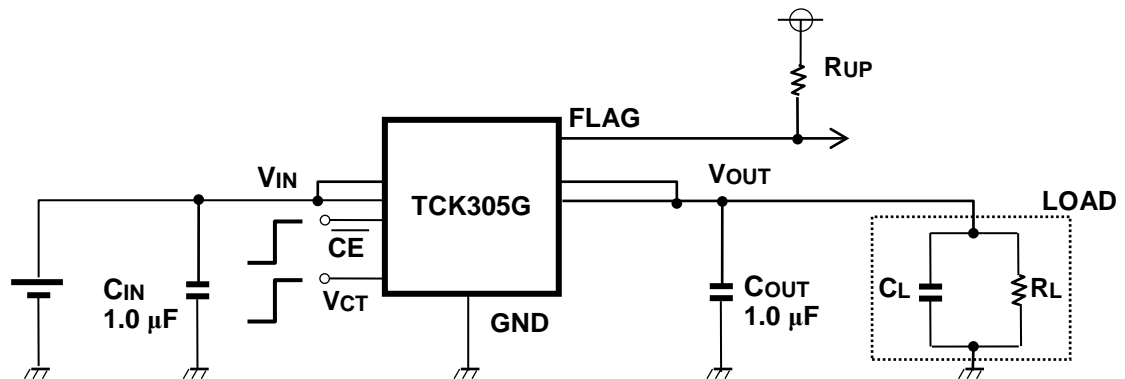 RUP
FLAG
VIN
TCK305G
VOUT
LOAD
CE
CIN
1.0 μF
VCT
GND
COUT
1.0 μF
CL
RL